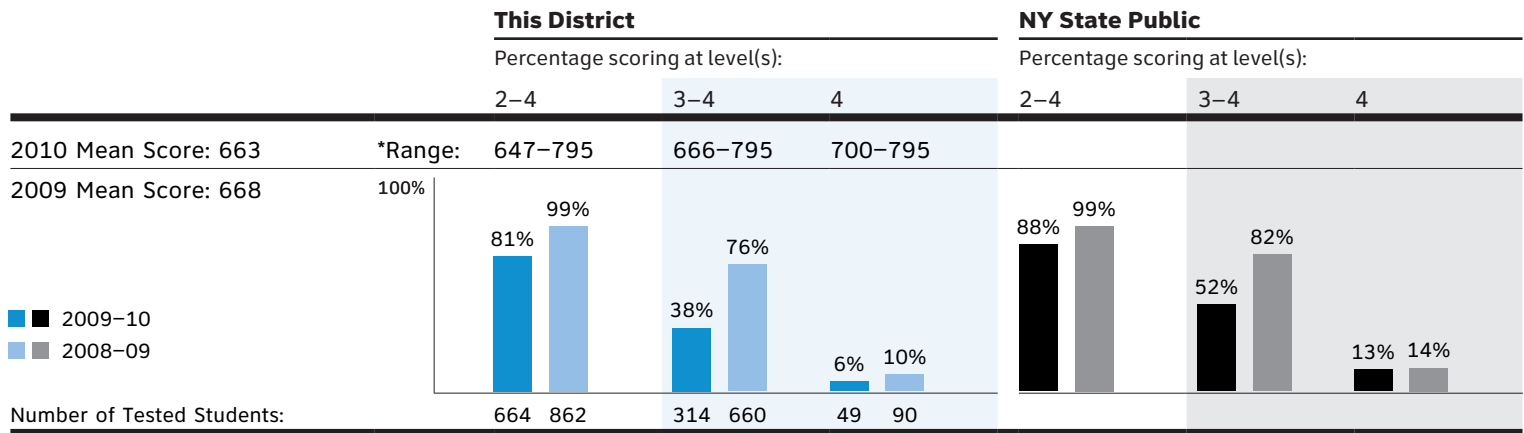 This District NY State Public
Percentage scoring at level(s): Percentage scoring at level(s):
2–4 3–4 4 2–4 3–4 4
2010 Mean Score: 663 *Range: 647–795 666–795 700–795
2009 Mean Score: 668 100%
99% 99%
81% 88%
76% 82%
38% 52%
6% 10% 13% 14%
2009–10
2008–09
Number of Tested Students: 664 862 314 660 49 90